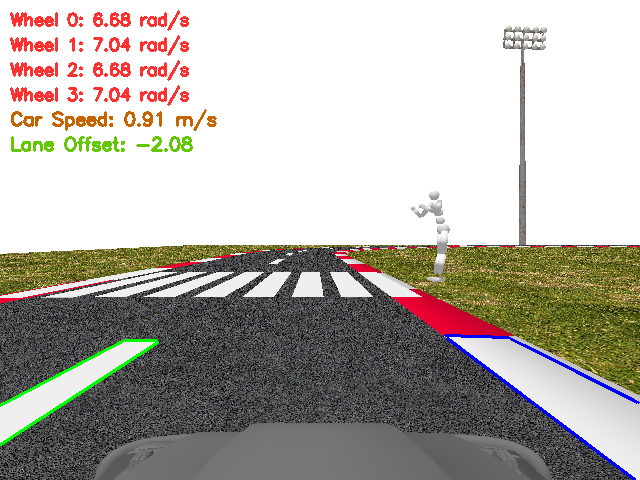 Wheel 0: 6.68 rad/s
Wheel 1: 7.04 rad/s
Wheel 2: 6.68 rad/s
Wheel 3: 7.04 rad/s
Car Speed: 0.91 m/s
Lane Offset: -2.08